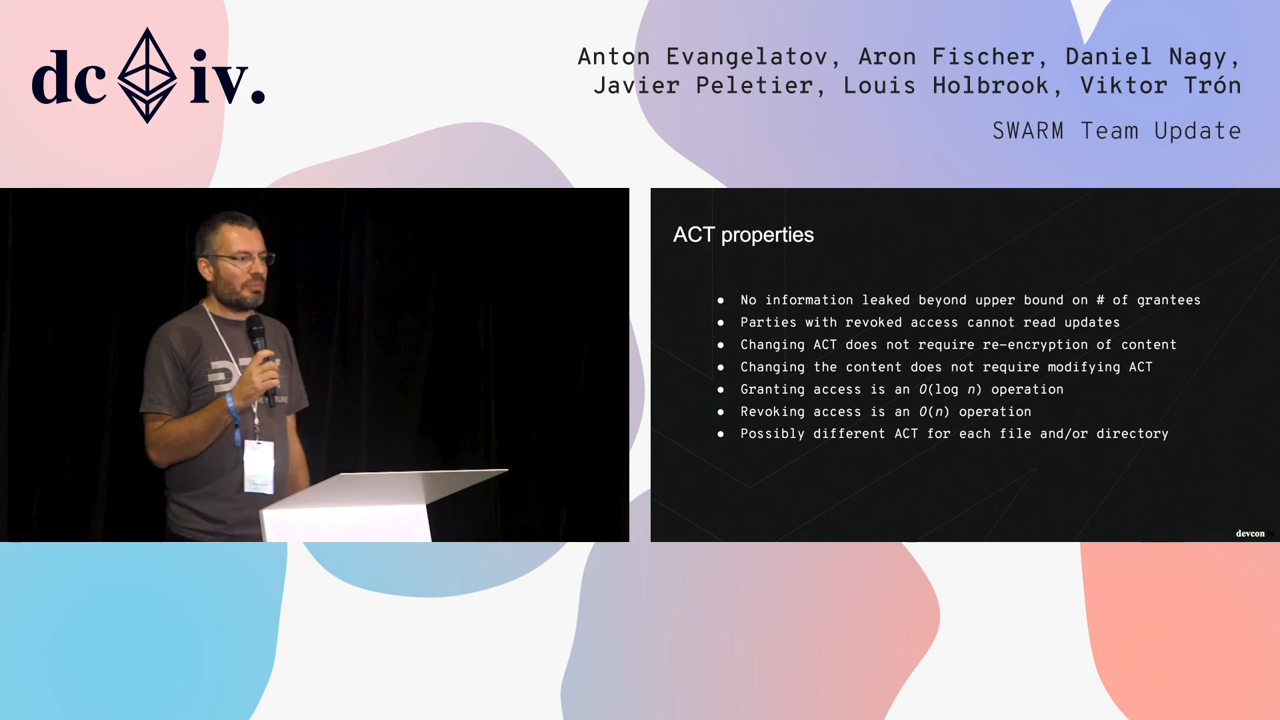 dc iv.
Anton Evangelatov, Aron Fischer, Daniel Nagy,
Javier Peletier, Louis Holbrook, Viktor Trón
SWARM Team Update
ACT properties
● No information leaked beyond upper bound on # of grantees
● Parties with revoked access cannot read updates
● Changing ACT does not require re-encryption of content
● Changing the content does not require modifying ACT
● Granting access is an O(log n) operation
● Revoking access is an O(n) operation
● Possibly different ACT for each file and/or directory
devcon